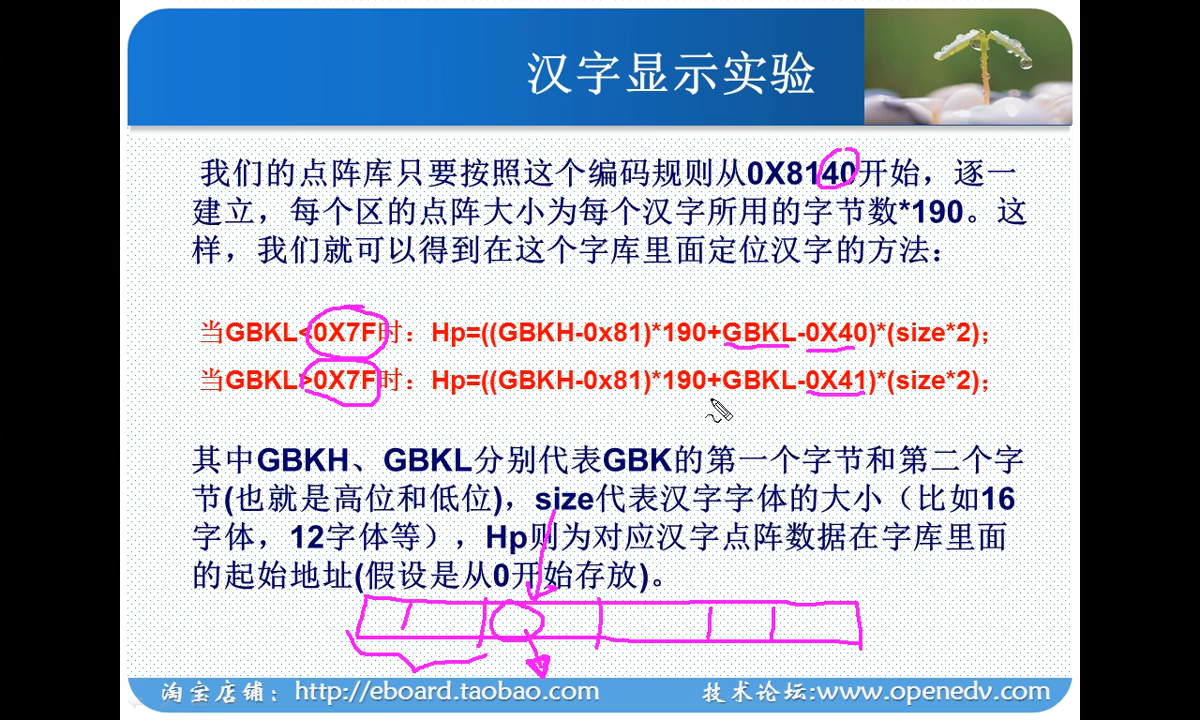 汉字显示实验
我们的点阵库只要按照这个编码规则从0X8140开始，逐一
建立，每个区的点阵大小为每个汉字所用的字节数*190。这
样，我们就可以得到在这个字库里面定位汉字的方法：
当GBKL<0X7F时：Hp=((GBKH-0x81)*190+GBKL-0X40)*(size*2)；
当GBKL>0X7F时：Hp=((GBKH-0x81)*190+GBKL-0X41)*(size*2)；
其中GBKH、GBKL分别代表GBK的第一个字节和第二个字
节(也就是高位和低位)，size代表汉字字体的大小（比如16
字体，12字体等），Hp则为对应汉字点阵数据在字库里面
的起始地址(假设是从0开始存放)。
淘宝店铺：http://eboard.taobao.com
技术论坛:www.openedv.com